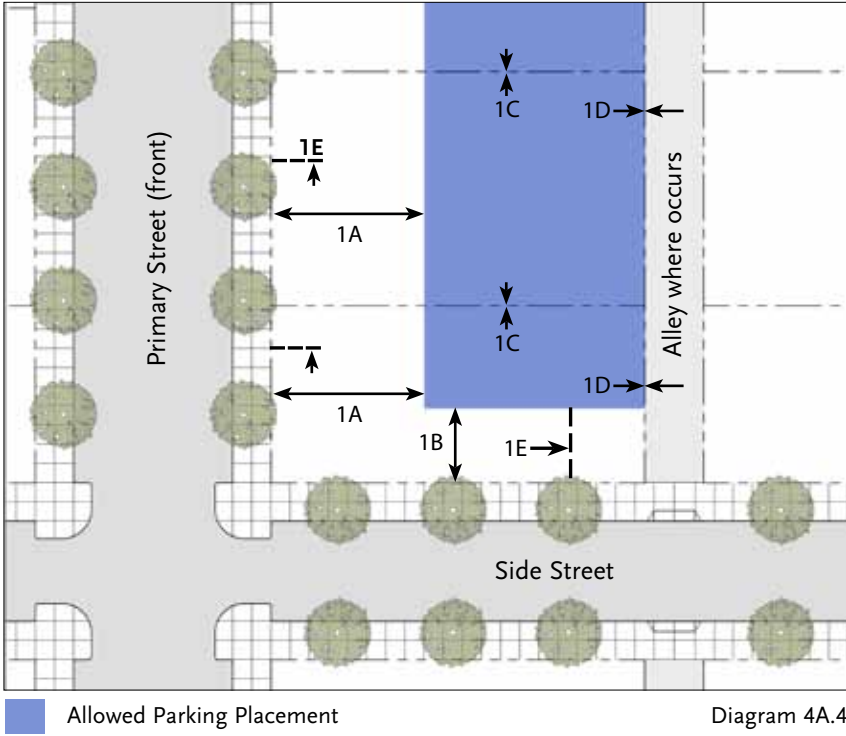 1C
1D
1E
1A
Primary Street (front)
Alley where occurs
1C
1D
1A
1B
1E
Side Street
Allowed Parking Placement
Diagram 4A.4